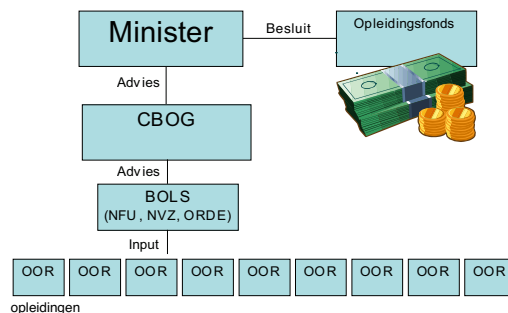 Minister
Besluit
Opleidingsfonds
Advies
CBOG
Advies
BOLS
(NFU, NVZ, ORDE)
Input
OOR OOR OOR OOR OOR OOR OOR OOR
opleidingen